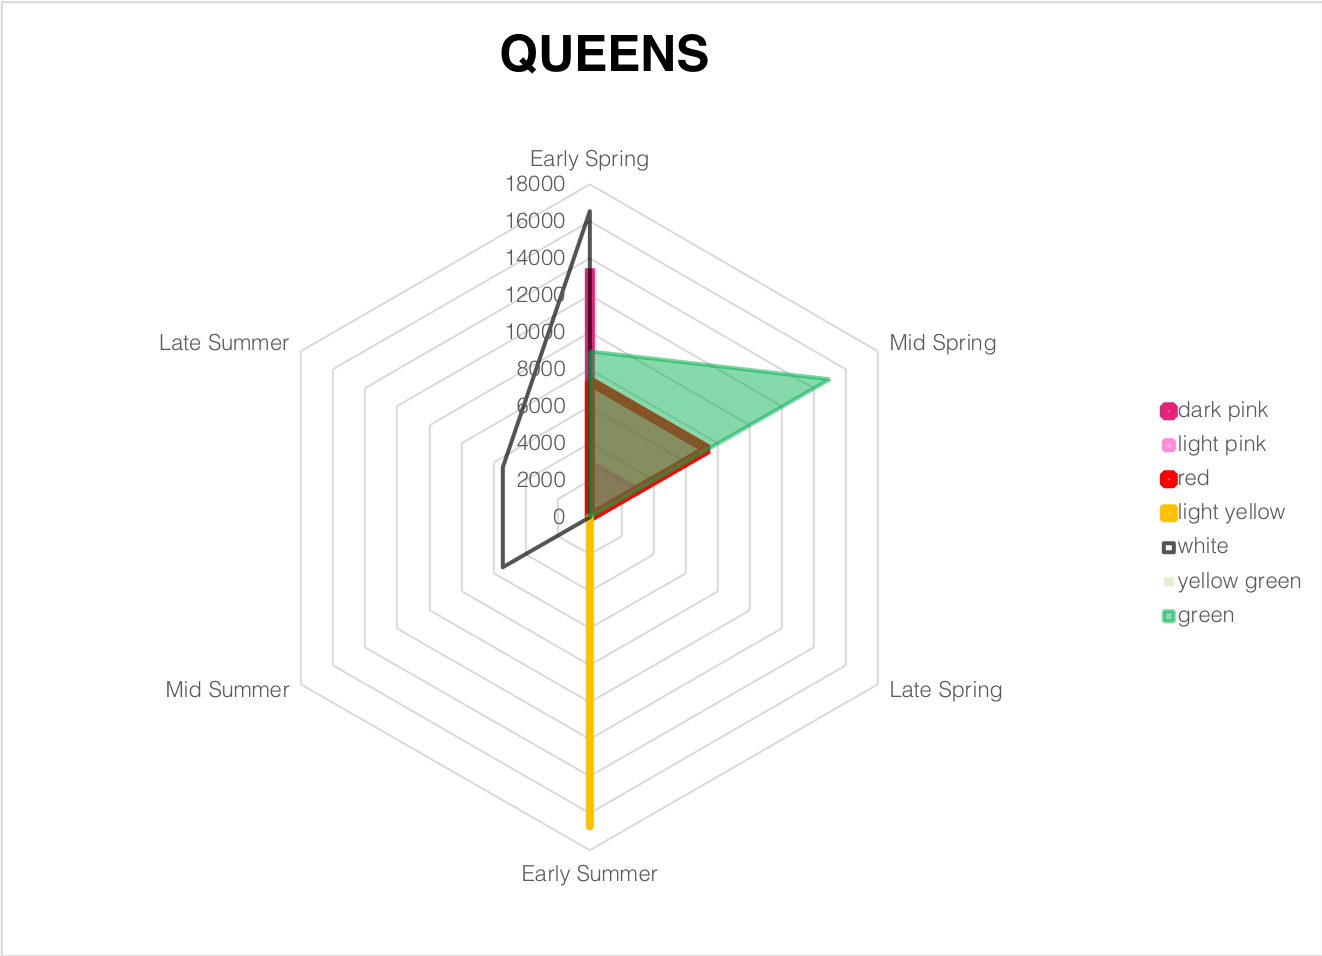 QUEENS
Early Spring
18000
16000
14000
12000
10000
8000
6000
4000
2000
0
Mid Spring
Late Spring
Early Summer
Mid Summer
Late Summer
dark pink
light pink
red
light yellow
white
yellow green
green